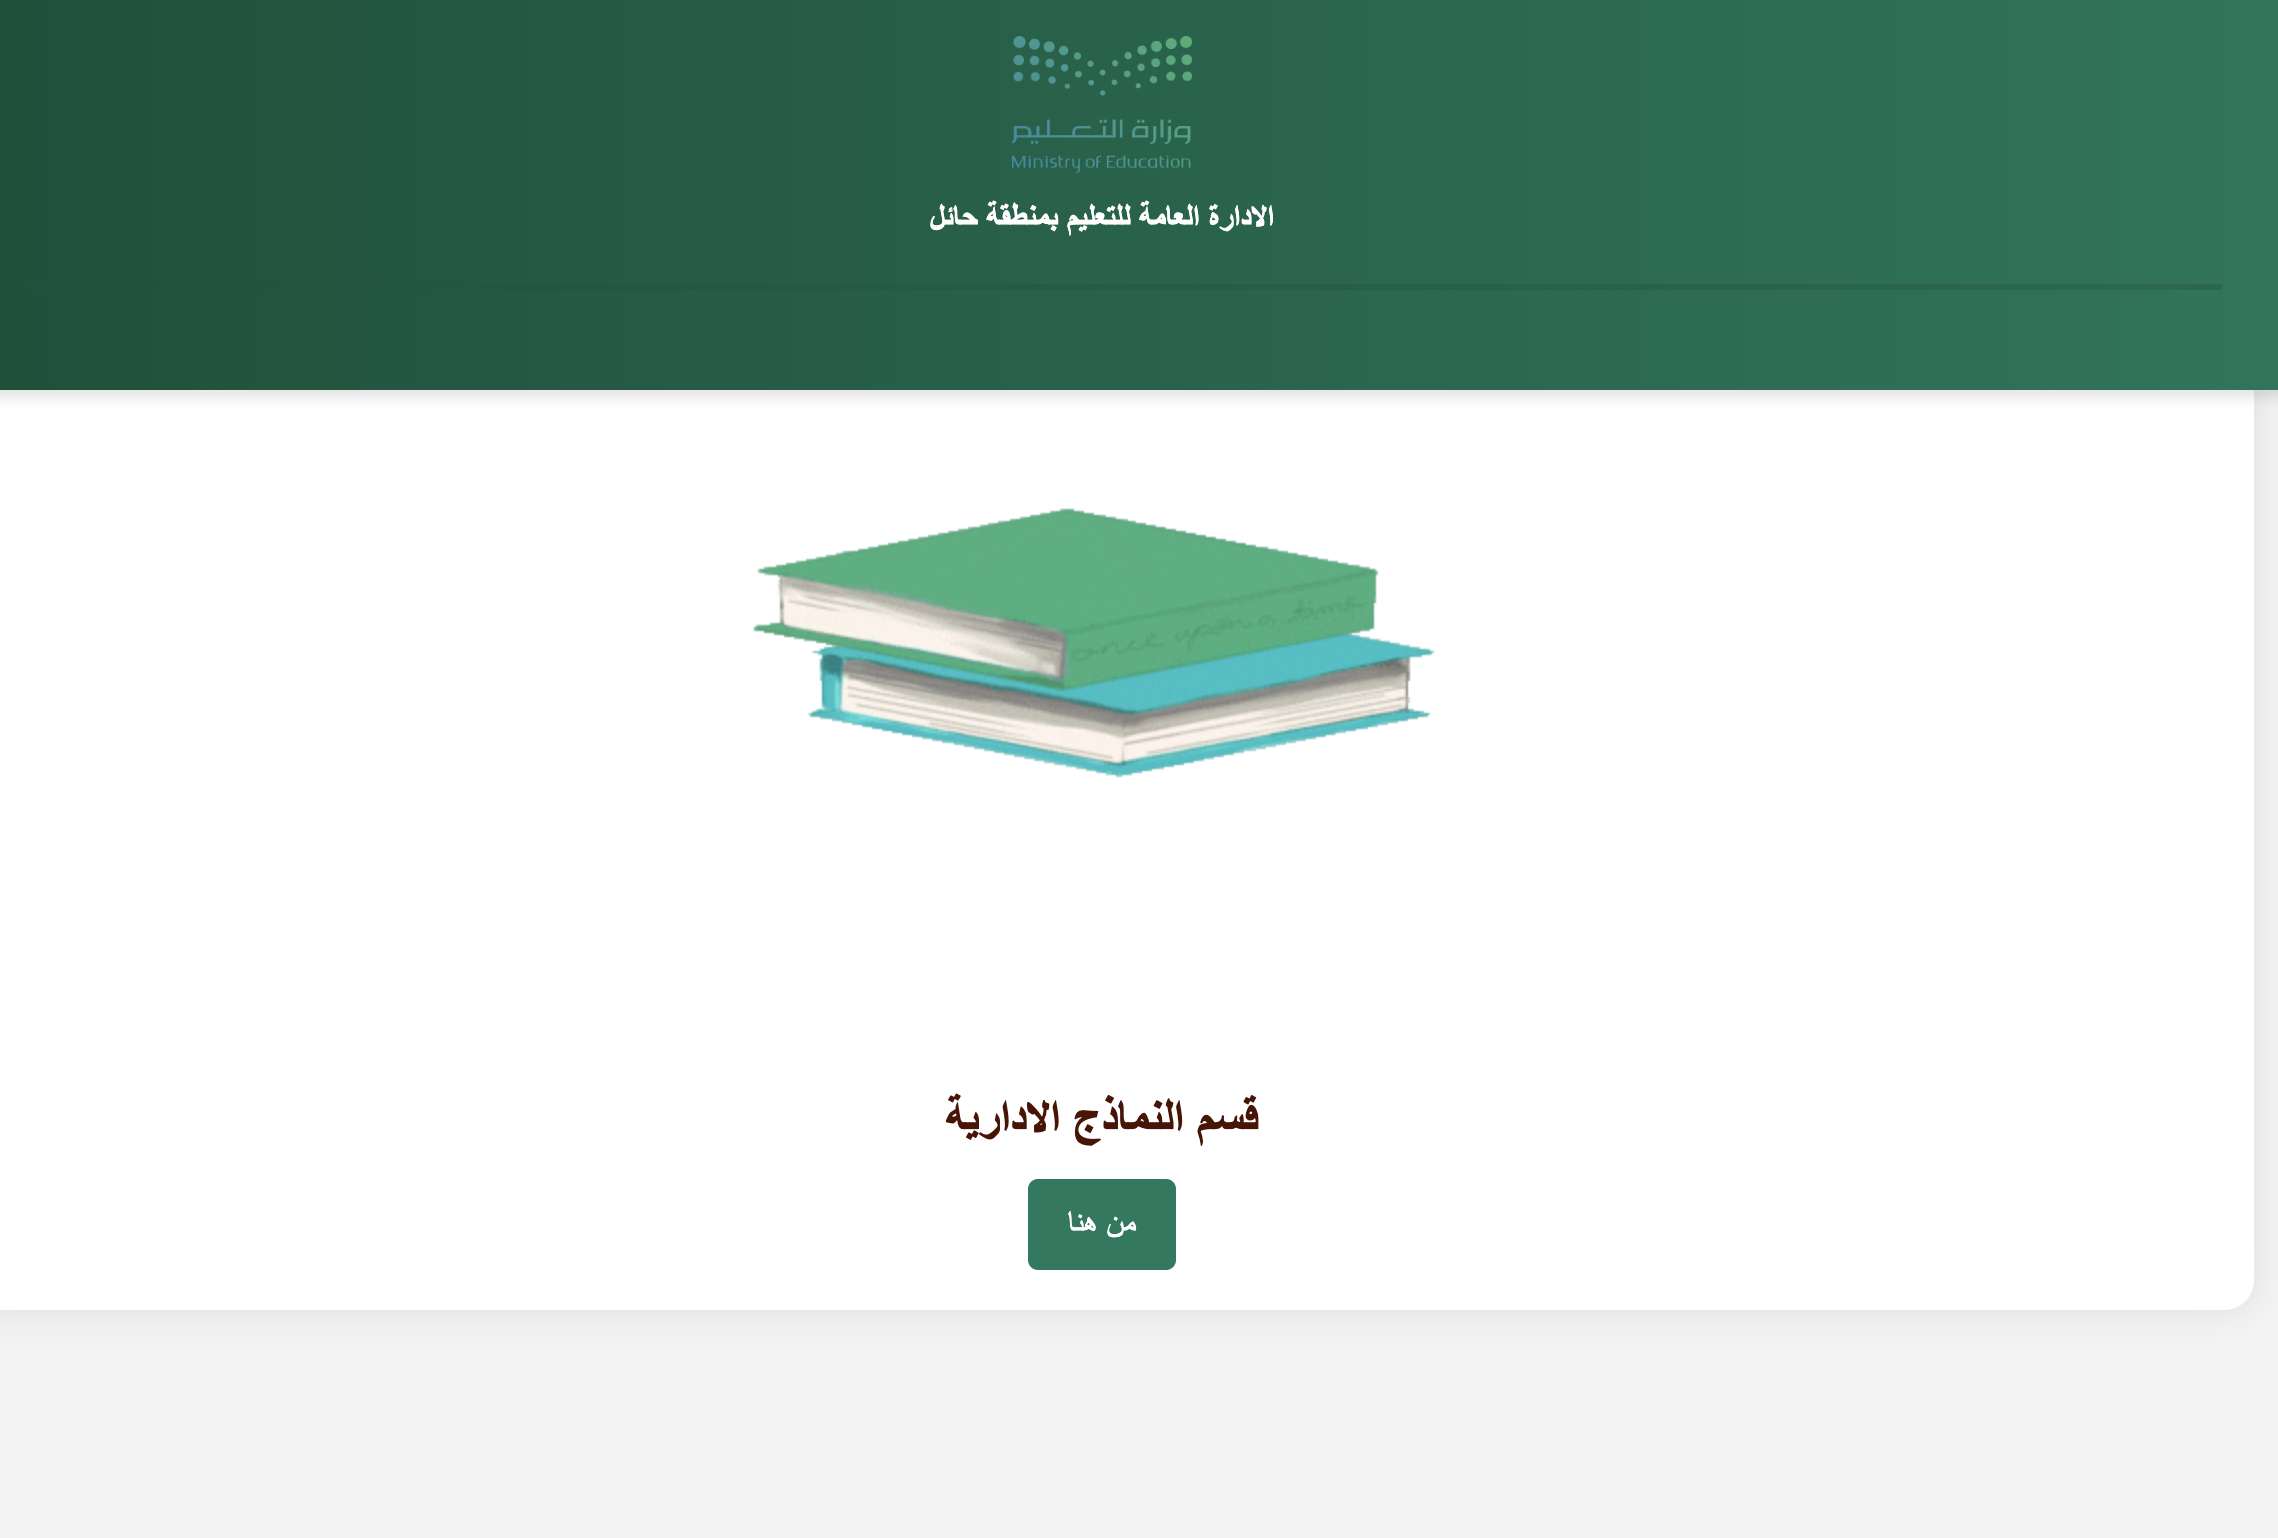 وزارة التعليم
Ministry of Education
الادارة العامة للتعليم بمنطقة حائل
once upon a time
قسم النماذج الادارية
من هنا